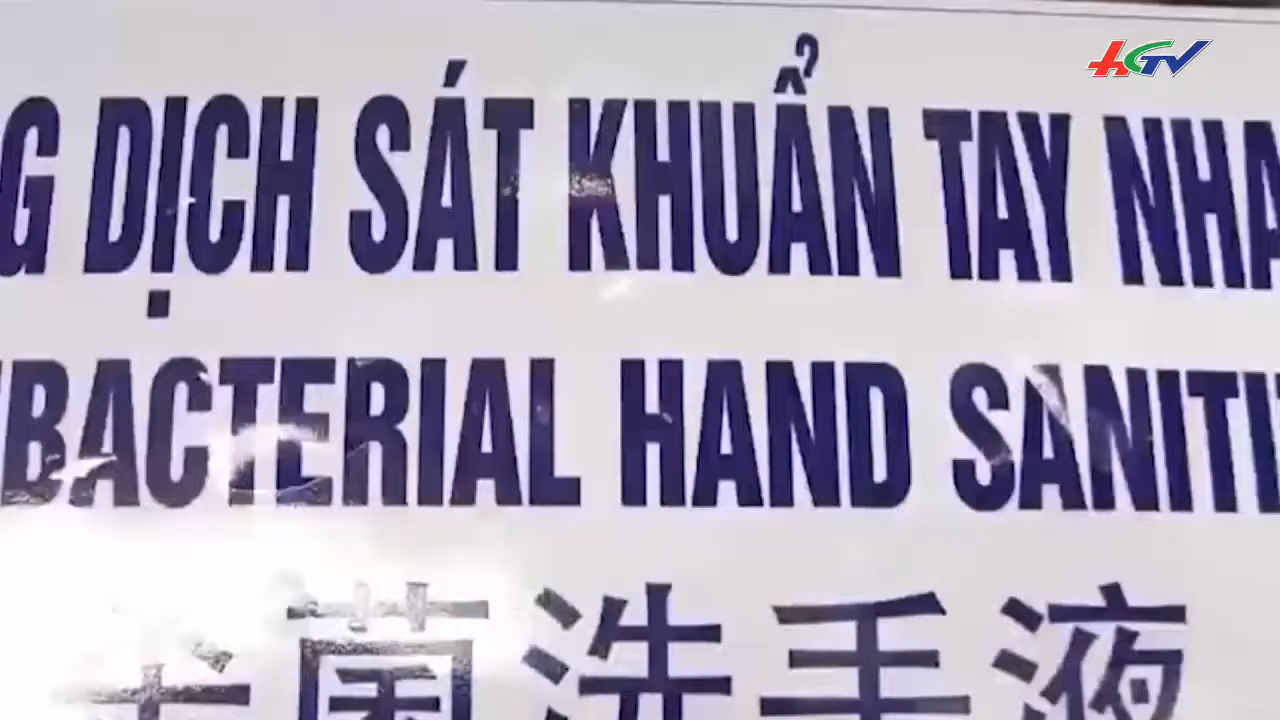 HGTV
G DỊCH SÁT KHUẨN TAY NHA
BACTERIAL HAND SANITI
菌洗手液